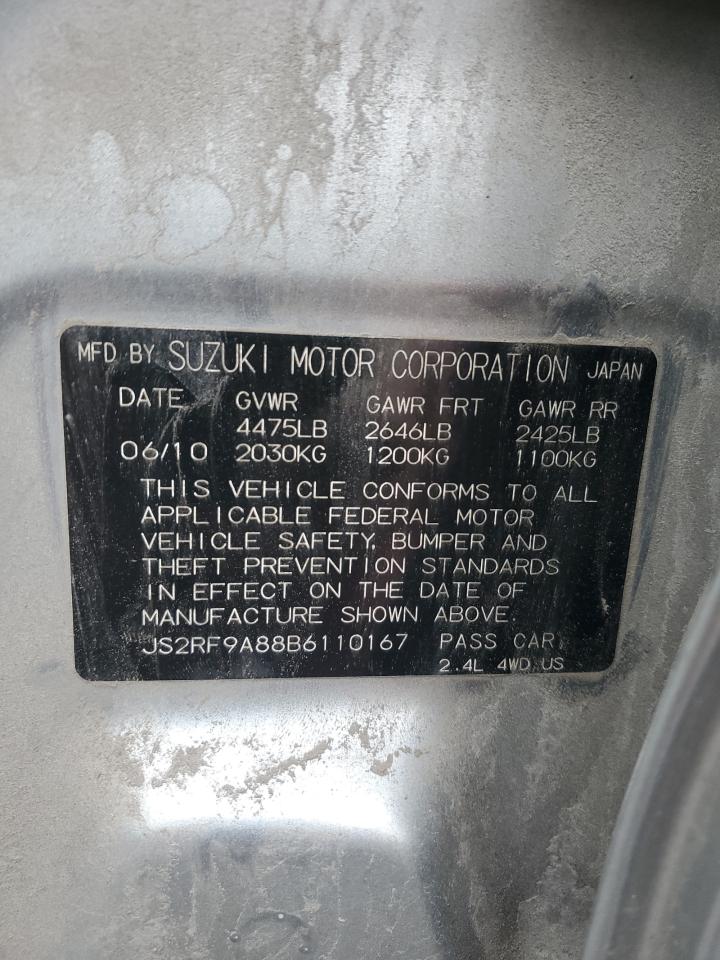 MFD BY SUZUKI MOTOR CORPORATION JAPAN
DATE GVWR GAWR FRT GAWR RR
4475LB 2646LB 2425LB
06/10 2030KG 1200KG 1100KG
THIS VEHICLE CONFORMS TO ALL
APPLICABLE FEDERAL MOTOR
VEHICLE SAFETY, BUMPER AND
THEFT PREVENTION STANDARDS
IN EFFECT ON THE DATE OF
MANUFACTURE SHOWN ABOVE.
JS2RF9A88B6110167 PASS CAR
2.4L 4WD US